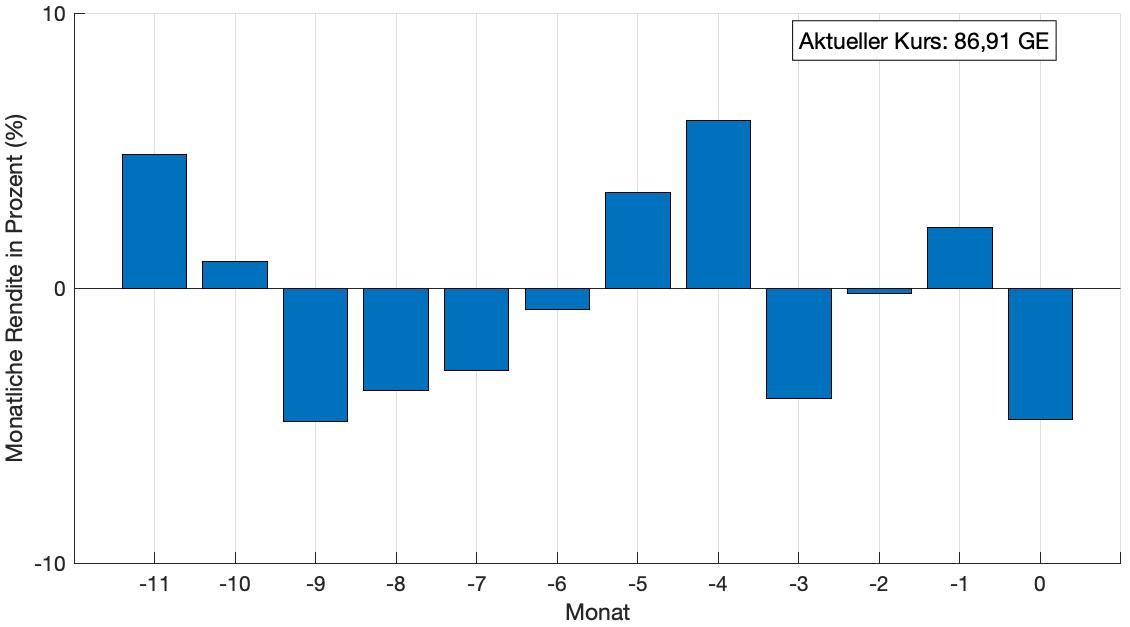 10
Aktueller Kurs: 86,91 GE
Monatliche Rendite in Prozent (%)
0
-10
-11 -10 -9 -8 -7 -6 -5 -4 -3 -2 -1 0
Monat